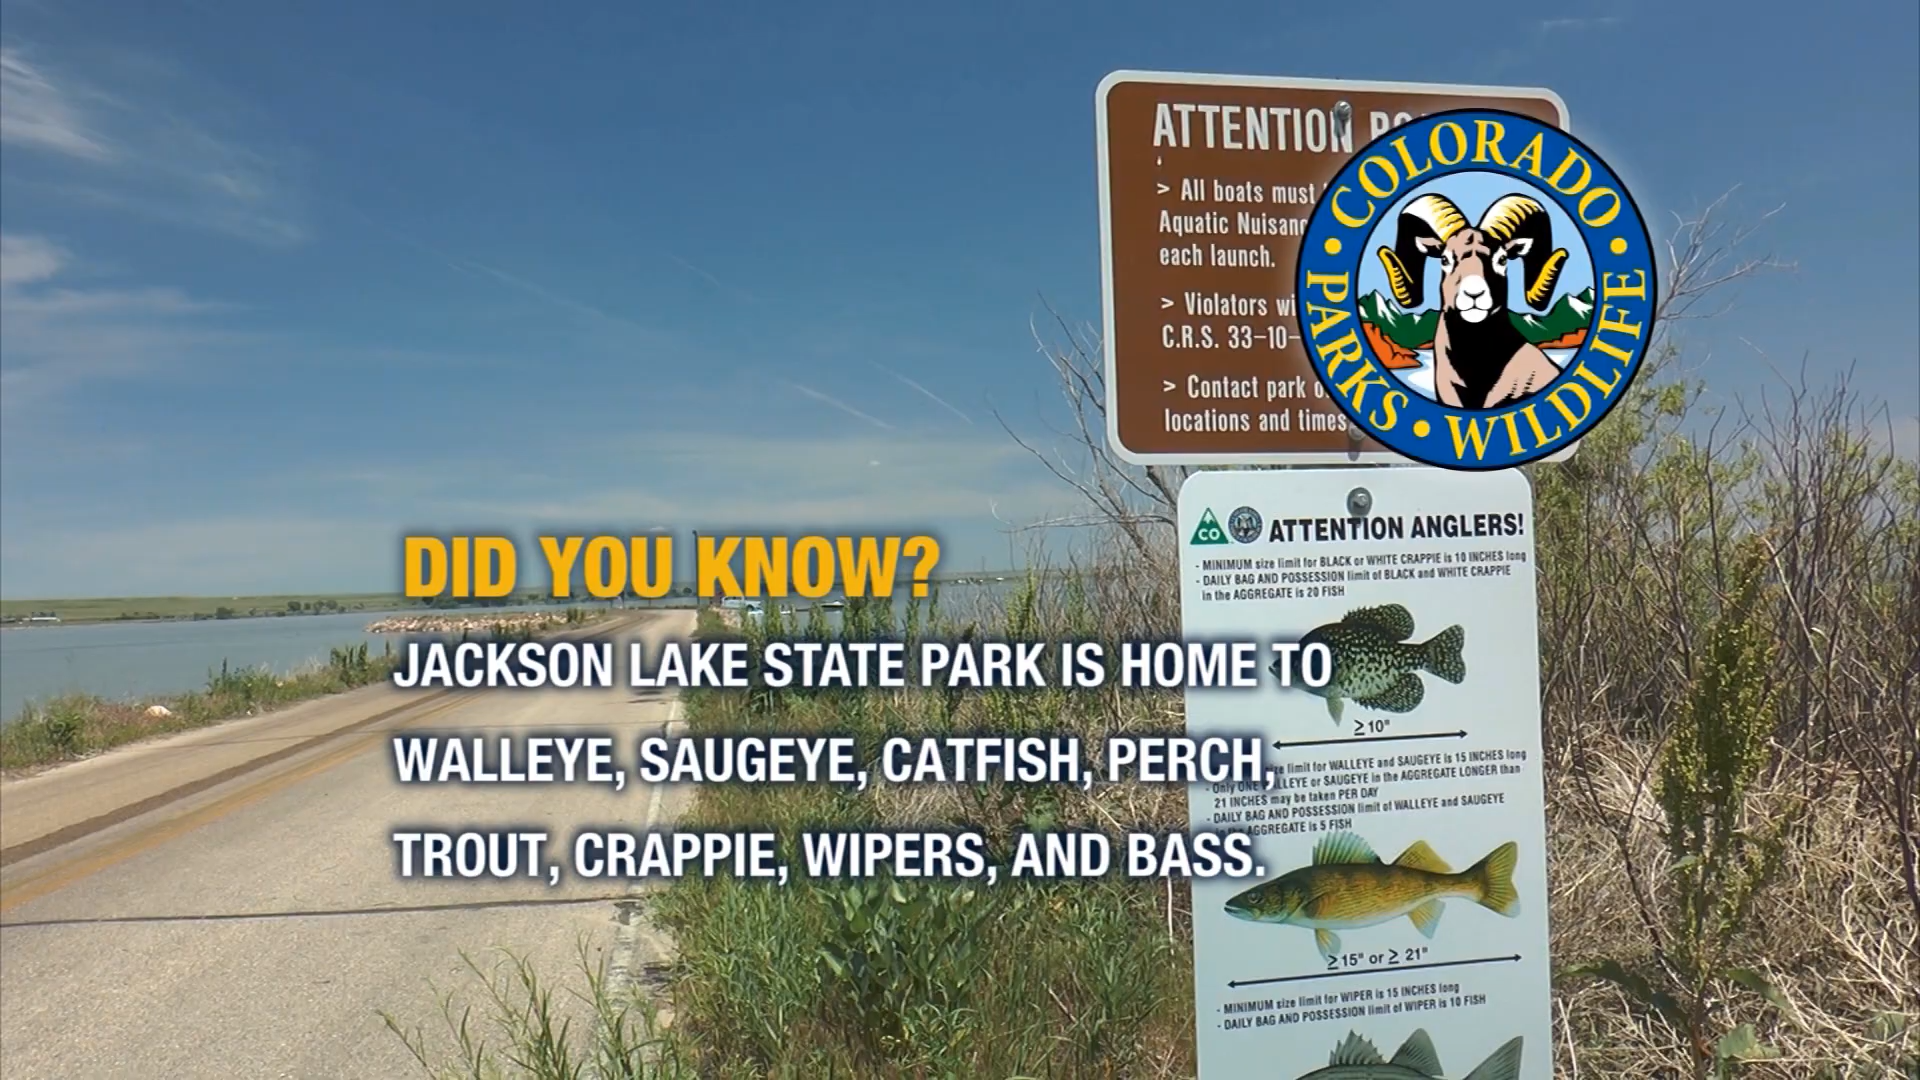 ATTENTION
> All boats must
Aquatic
each launch.
> Violators
C.R.S. 33-10-
> Contact park
locations and times
COLORADO
PARKS • WILDLIFE
CO
ATTENTION ANGLERS!
- MINIMUM size limit for BLACK or WHITE CRAPPIE is 10 INCHES long
- DAILY BAG AND POSSESSION limit of BLACK and WHITE CRAPPIE
in the AGGREGATE is 20 FISH
DID YOU KNOW?
JACKSON LAKE STATE PARK IS HOME TO
WALLEYE, SAUGEYE, CATFISH, PERCH,
TROUT, CRAPPIE, WIPERS, AND BASS.
≥10"
limit for WALLEYE and SAUGEYE is 15 INCHES long
- Only ONE WALLEYE or SAUGEYE in the AGGREGATE LONGER than
21 INCHES may be taken PER DAY
- DAILY BAG AND POSSESSION limit of WALLEYE and SAUGEYE
AGGREGATE is 5 FISH
≥15" or ≥ 21"
- MINIMUM size limit for WIPER is 15 INCHES long
- DAILY BAG AND POSSESSION limit of WIPER is 10 FISH